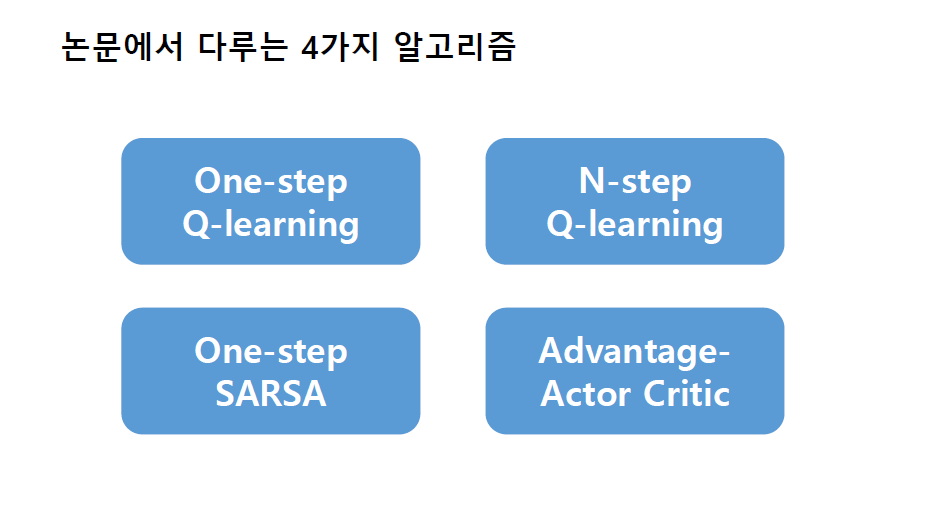 논문에서 다루는 4가지 알고리즘
One-step
Q-learning
N-step
Q-learning
One-step
SARSA
Advantage-
Actor Critic